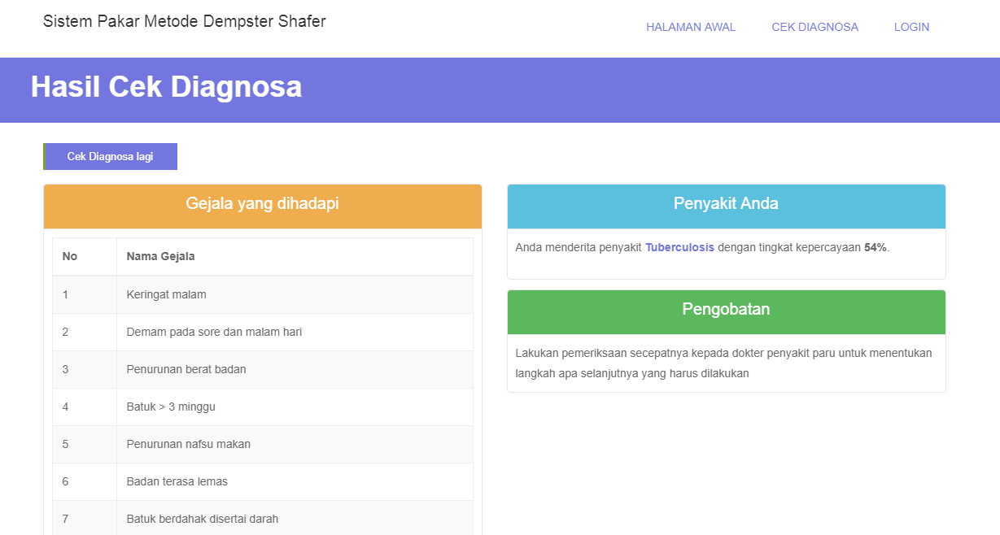 Sistem Pakar Metode Dempster Shafer
HALAMAN AWAL CEK DIAGNOSA LOGIN
Hasil Cek Diagnosa
Cek Diagnosa lagi
Gejala yang dihadapi
No Nama Gejala
1 Keringat malam
2 Demam pada sore dan malam hari
3 Penurunan berat badan
4 Batuk > 3 minggu
5 Penurunan nafsu makan
6 Badan terasa lemas
7 Batuk berdahak disertai darah
Penyakit Anda
Anda menderita penyakit Tuberculosis dengan tingkat kepercayaan 54%.
Pengobatan
Lakukan pemeriksaan secepatnya kepada dokter penyakit paru untuk menentukan
langkah apa selanjutnya yang harus dilakukan